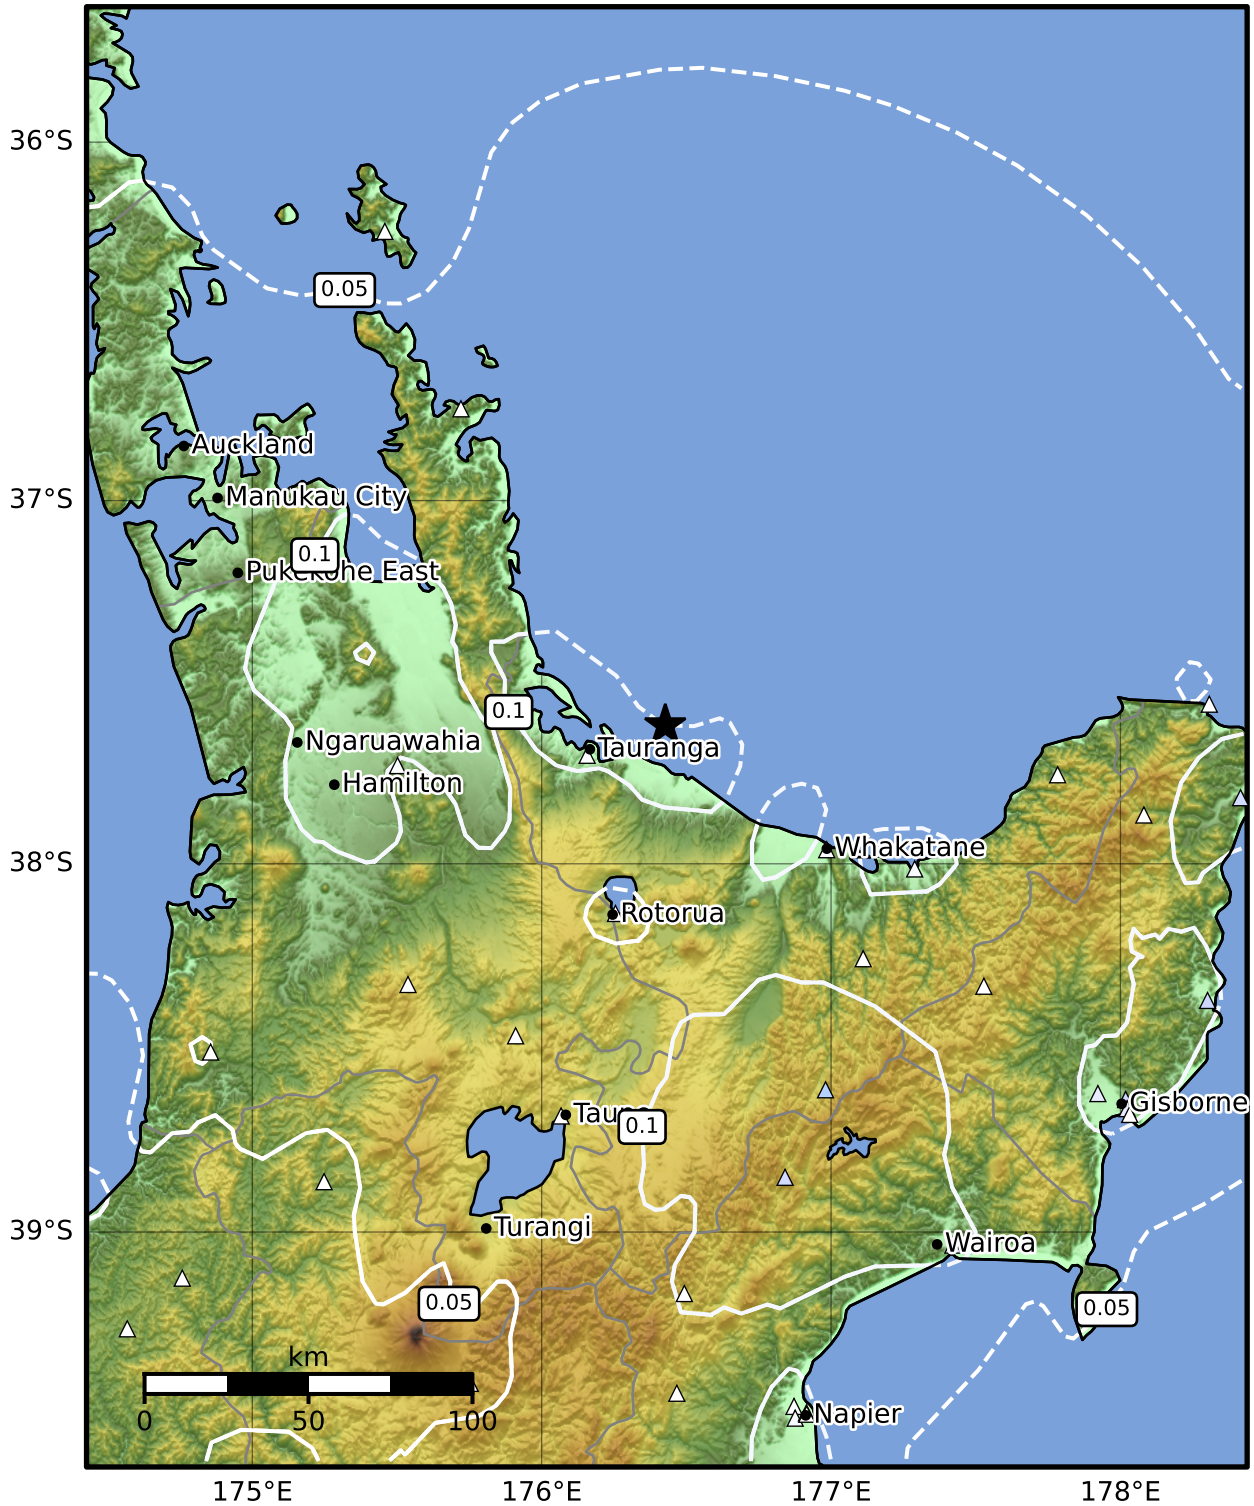 36°S
0.05
Auckland
37°S
Manukau City
0.1
Pukekohe East
0.1
Ngaruawahia
Tauranga
Hamilton
Whakatane
38°S
Rotorua
Gisborne
0.1
39°S
Turangi
Wairoa
0.05
0.05
km
Napier
0
50
100
175°E
176°E
177°E
178°E